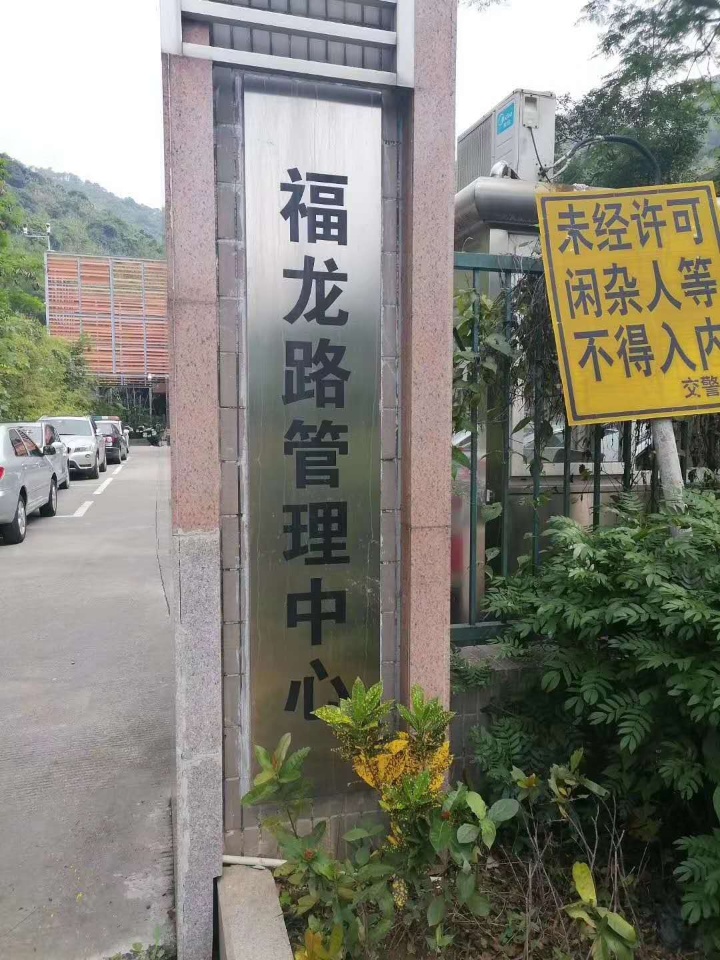 福龙路管理中心
未经许可
闲杂人等
不得入内
交警